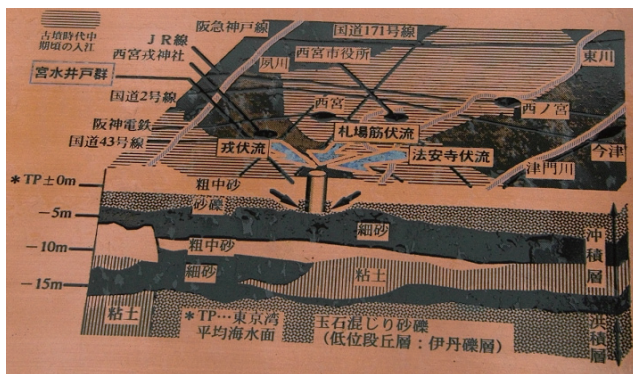 古墳時代中
期頃の入江
阪急神戸線
国道171号線
東川
JR線
西宮戎神社
夙川
西宮市役所
宮水井戸群
国道2号線
西宮
西ノ宮
阪神電鉄
国道43号線
戎伏流
札場筋伏流
法安寺伏流
今津
津門川
*TP±0m
粗中砂
砂礫
-5m
細砂
沖積層
-10m
粗中砂
細砂
粘土
-15m
粘土
*TP…東京湾
平均海水面
玉石混じり砂礫
(低位段丘層:伊丹礫層)
洪積層